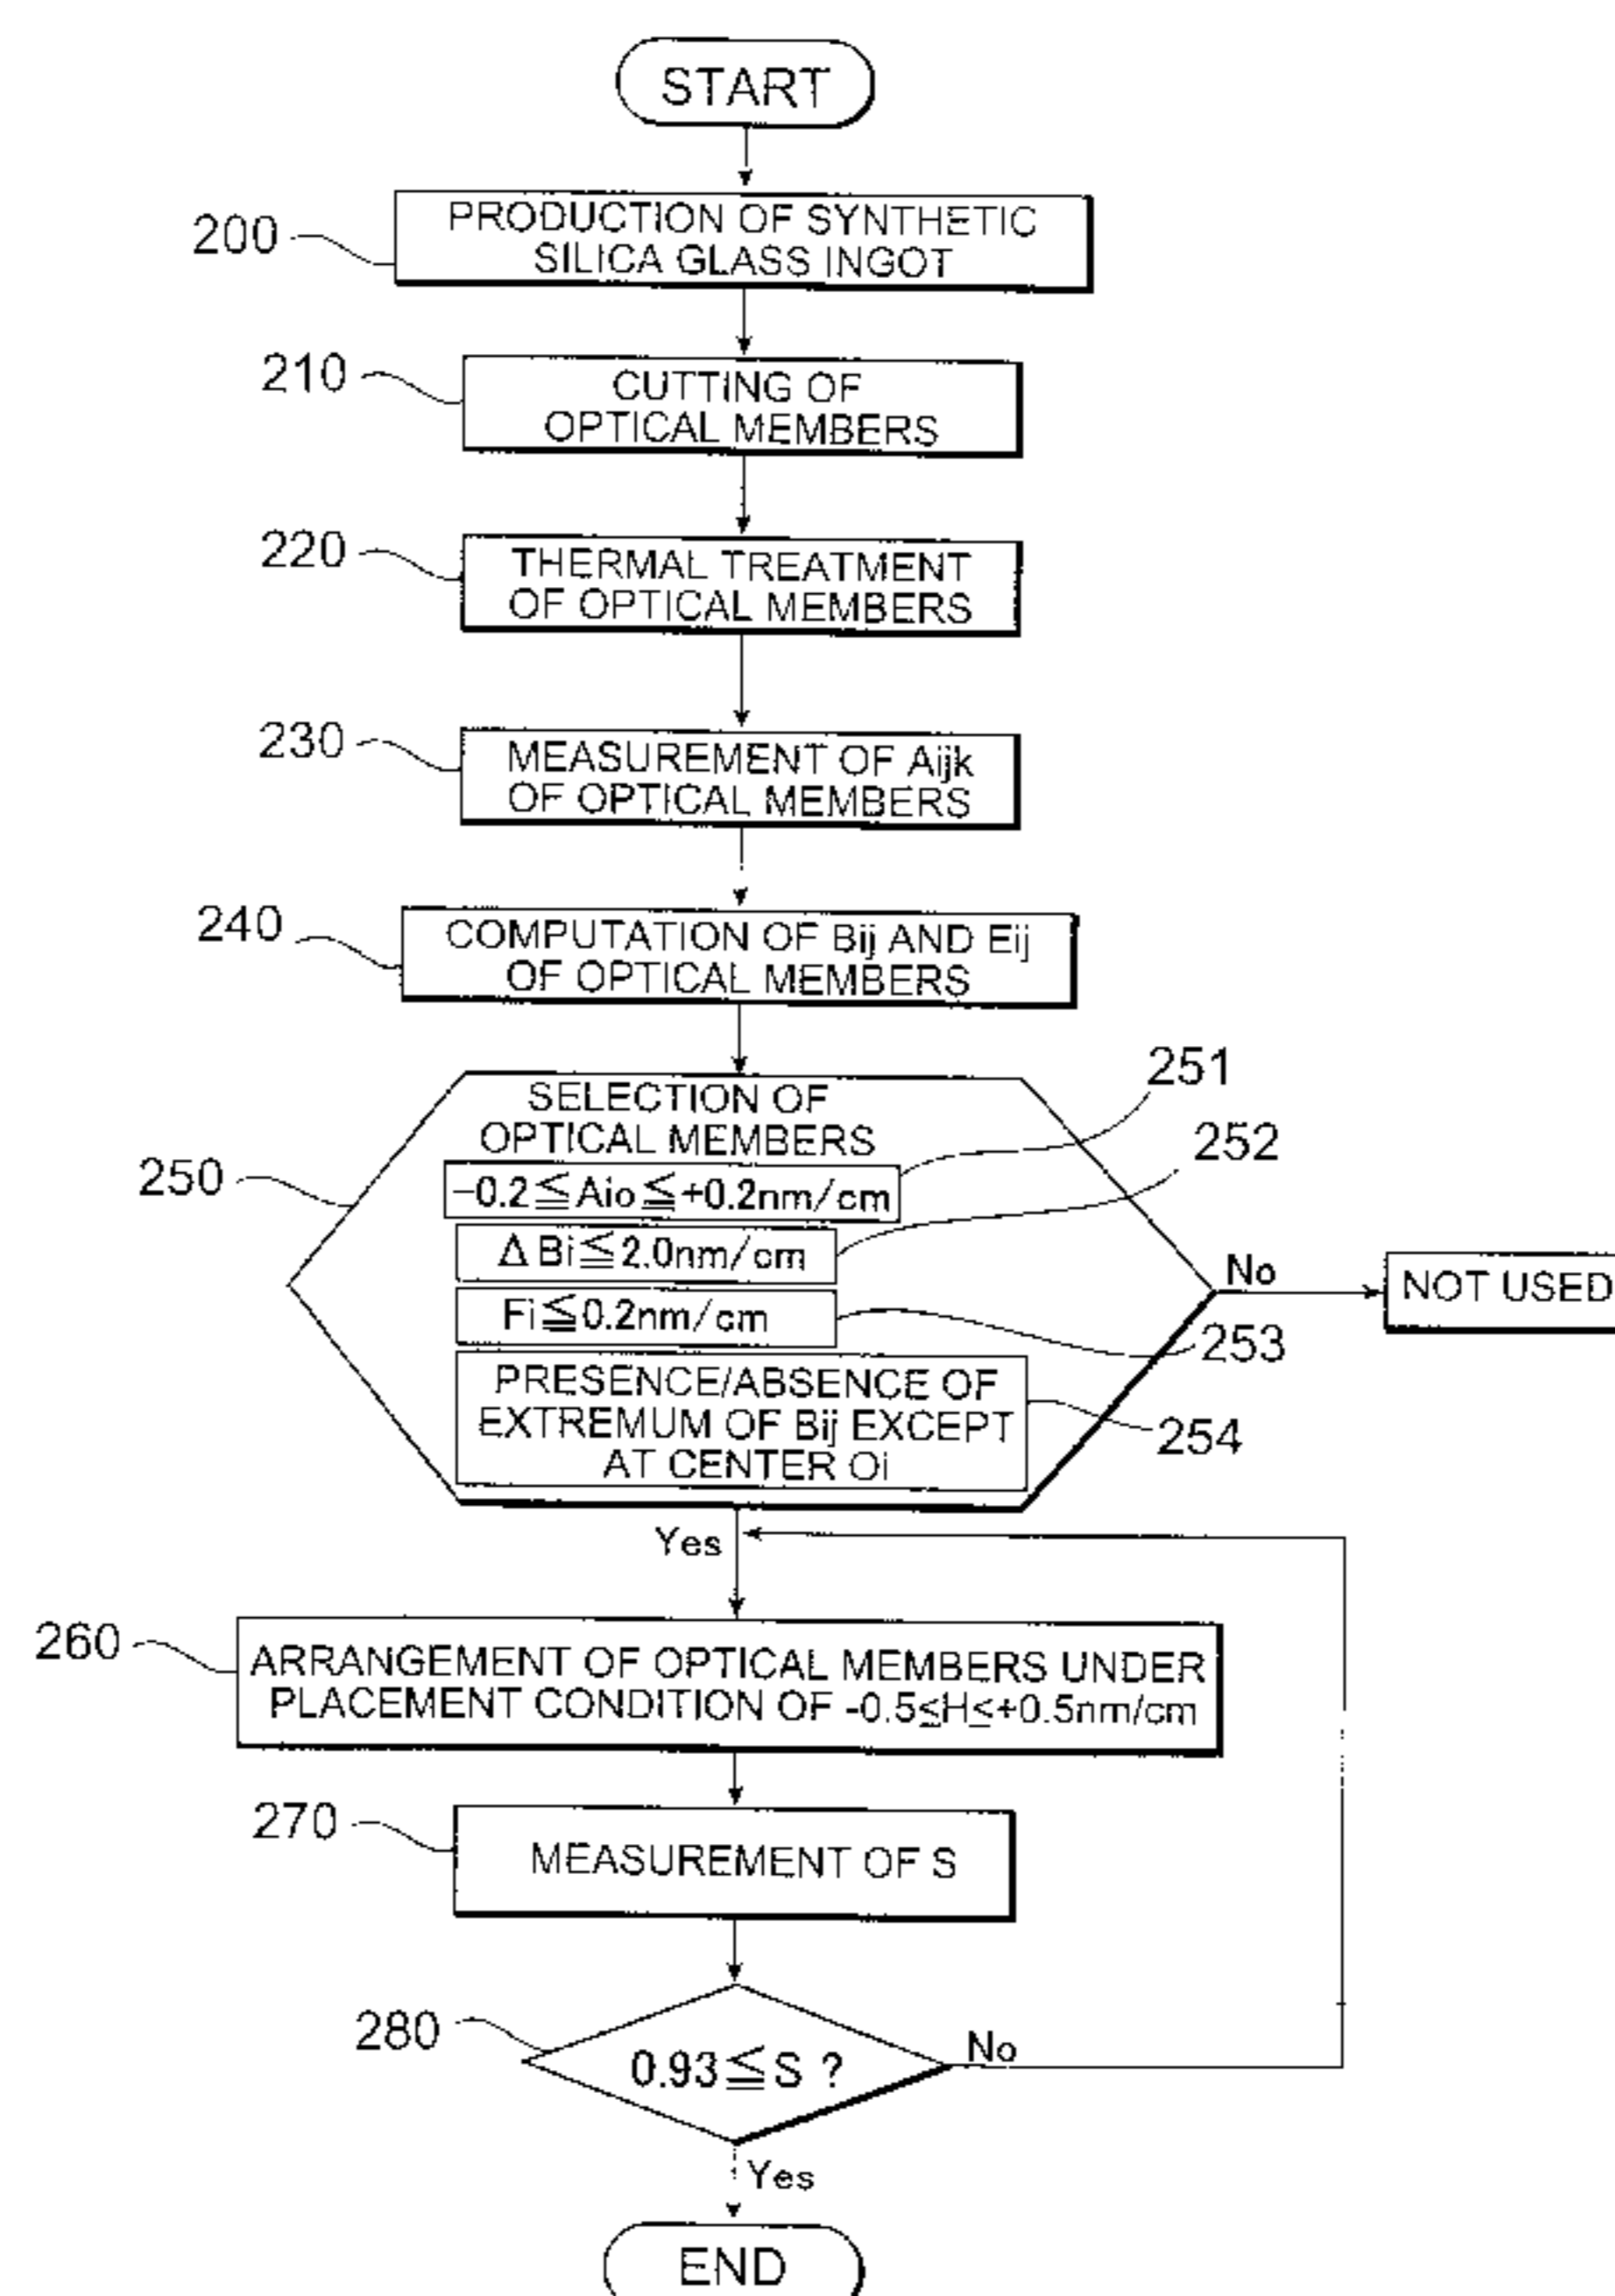 START
200
PRODUCTION OF SYNTHETIC
SILICA GLASS INGOT
210
CUTTING OF
OPTICAL MEMBERS
220
THERMAL TREATMENT
OF OPTICAL MEMBERS
230
MEASUREMENT OF Aijk
OF OPTICAL MEMBERS
240
COMPUTATION OF Bij AND Eij
OF OPTICAL MEMBERS
250
SELECTION OF
OPTICAL MEMBERS
251
−0.2≦Aio≦+0.2nm/cm
252
ΔBi≦2.0nm/cm
253
Fi≦0.2nm/cm
254
PRESENCE/ABSENCE OF
EXTREMUM OF Bij EXCEPT
AT CENTER Oi
No
NOT USED
Yes
260
ARRANGEMENT OF OPTICAL MEMBERS UNDER
PLACEMENT CONDITION OF -0.5≤H≤+0.5nm/cm
270
MEASUREMENT OF S
280
0.93≦S ?
No
Yes
END